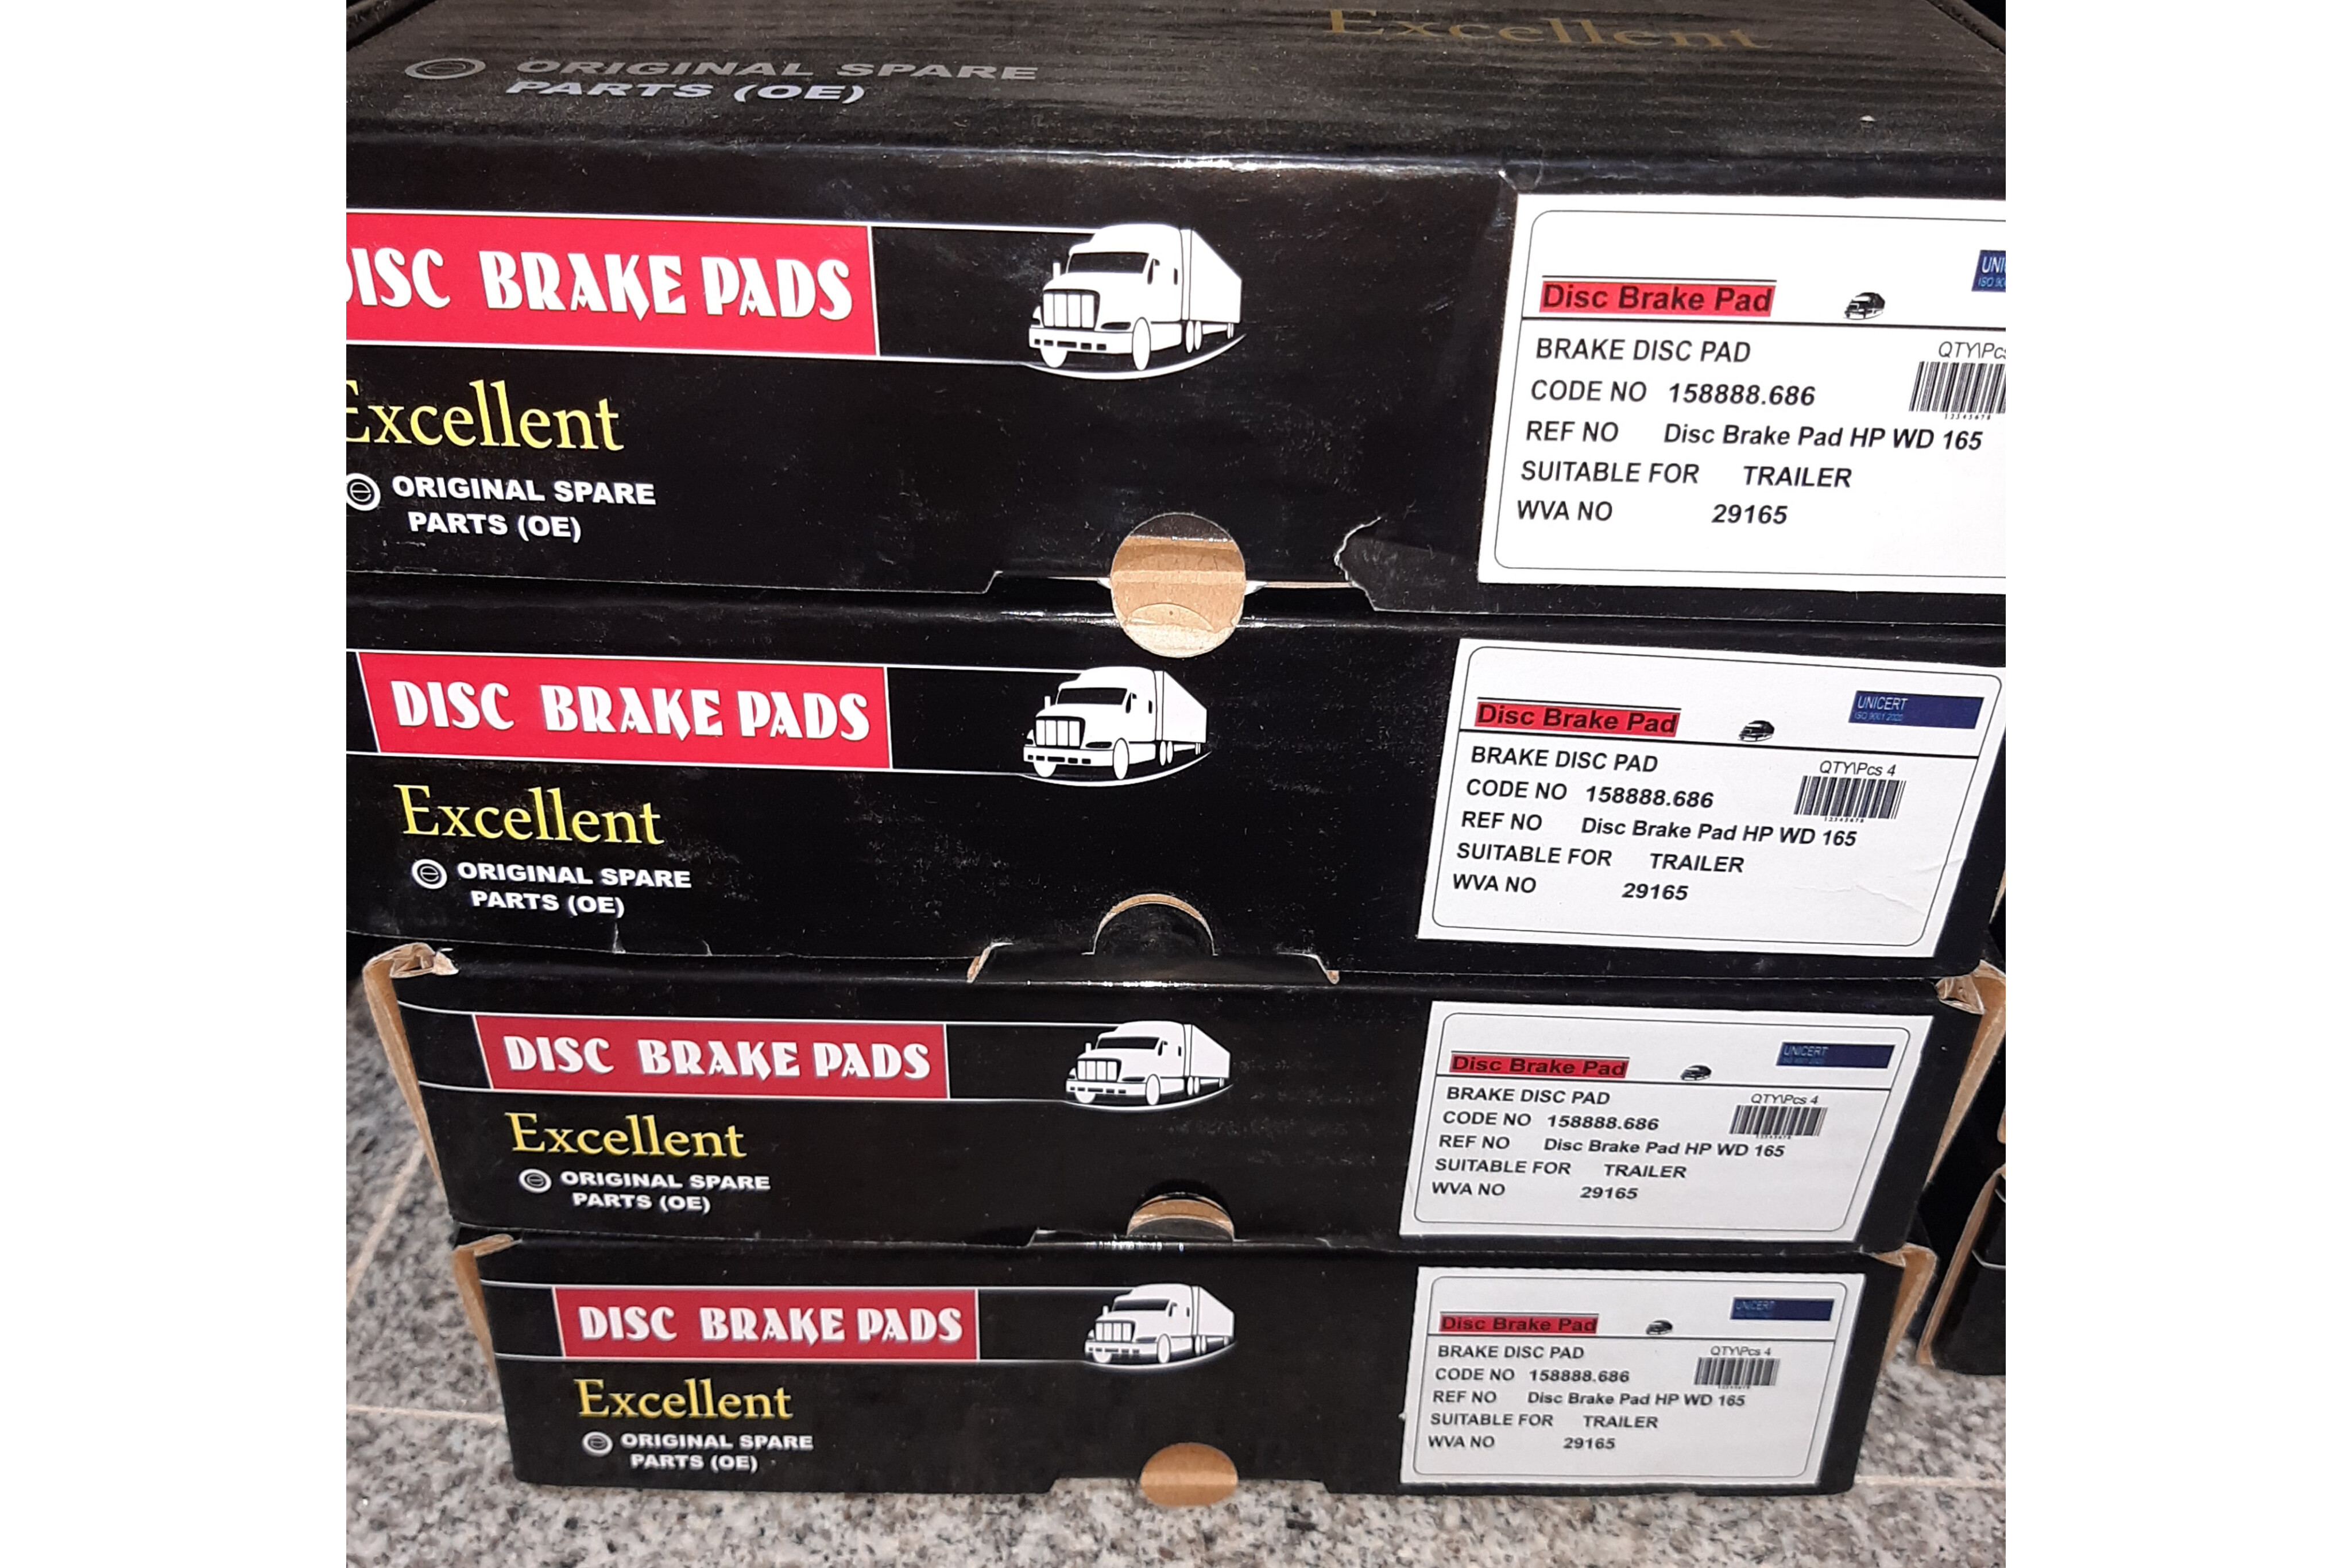 Excellent
ORIGINAL SPARE
PARTS (OE)
DISC BRAKE PADS
Excellent
ORIGINAL SPARE
PARTS (OE)
Disc Brake Pad
BRAKE DISC PAD
QTY\Pcs
CODE NO 158888.686
12345678
REF NO Disc Brake Pad HP WD 165
SUITABLE FOR TRAILER
WVA NO 29165
DISC BRAKE PADS
Excellent
ORIGINAL SPARE
PARTS (OE)
UNICERT
Disc Brake Pad
BRAKE DISC PAD
QTY\Pcs 4
CODE NO 158888.686
12345678
REF NO Disc Brake Pad HP WD 165
SUITABLE FOR TRAILER
WVA NO 29165
DISC BRAKE PADS
Excellent
ORIGINAL SPARE
PARTS (OE)
UNICERT
Disc Brake Pad
BRAKE DISC PAD
QTY\Pcs 4
CODE NO 158888.686
12345678
REF NO Disc Brake Pad HP WD 165
SUITABLE FOR TRAILER
WVA NO 29165
DISC BRAKE PADS
Excellent
ORIGINAL SPARE
PARTS (OE)
UNICERT
Disc Brake Pad
BRAKE DISC PAD
QTY\Pcs 4
CODE NO 158888.686
12345678
REF NO Disc Brake Pad HP WD 165
SUITABLE FOR TRAILER
WVA NO 29165